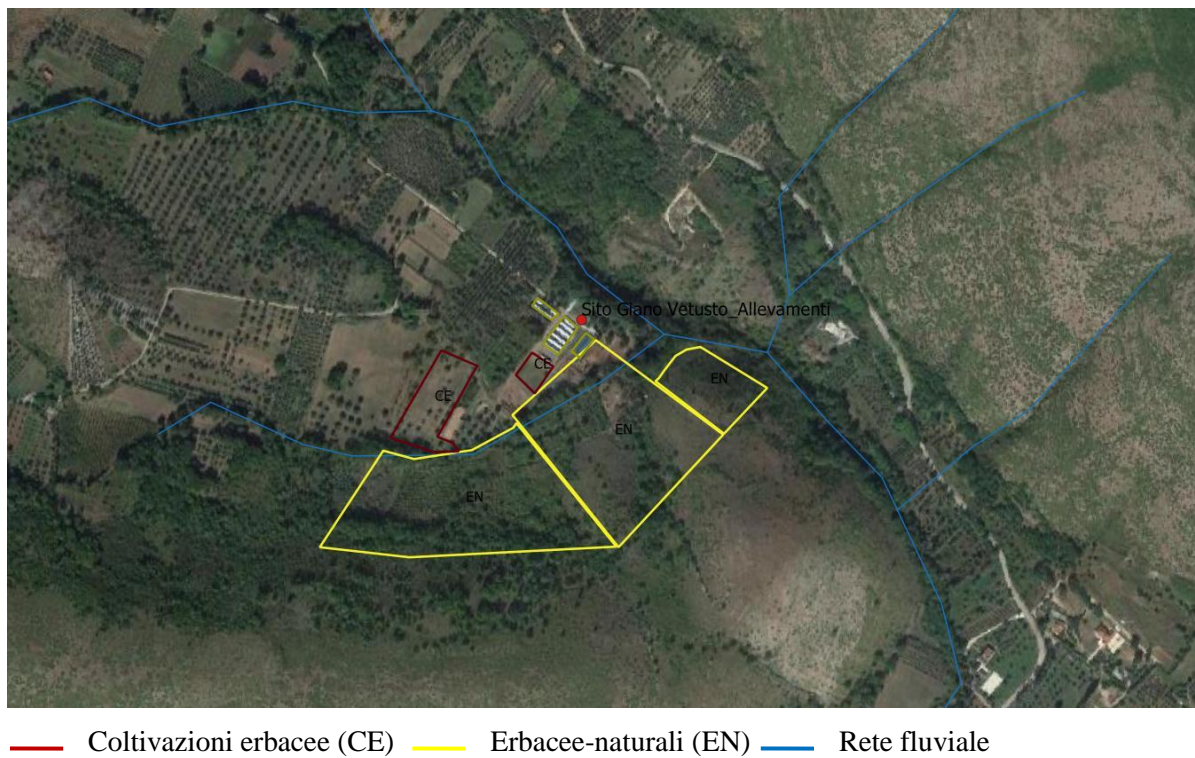 Sito Giano Vetusto_Allevamenti
CE
EN
CE
EN
EN
Coltivazioni erbacee (CE) Erbacee-naturali (EN) Rete fluviale